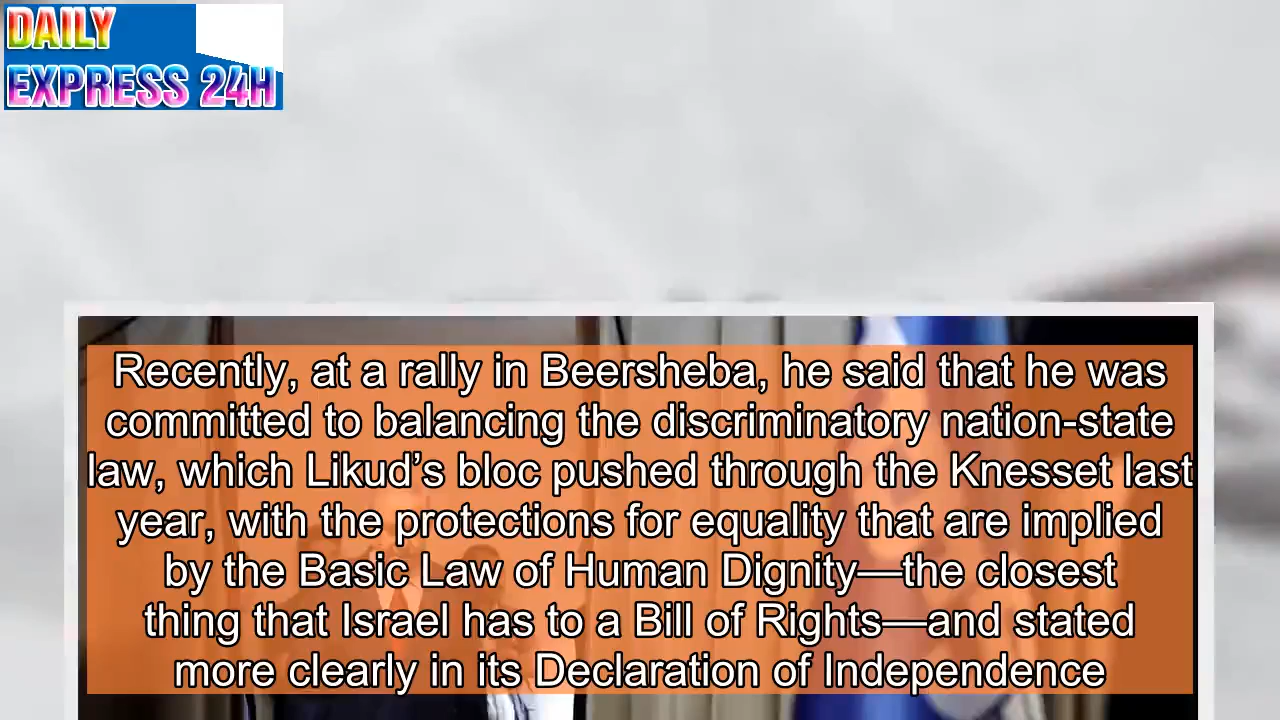 DAILY
EXPRESS 24H
Recently, at a rally in Beersheba, he said that he was
committed to balancing the discriminatory nation-state
law, which Likud’s bloc pushed through the Knesset last
year, with the protections for equality that are implied
by the Basic Law of Human Dignity—the closest
thing that Israel has to a Bill of Rights—and stated
more clearly in its Declaration of Independence